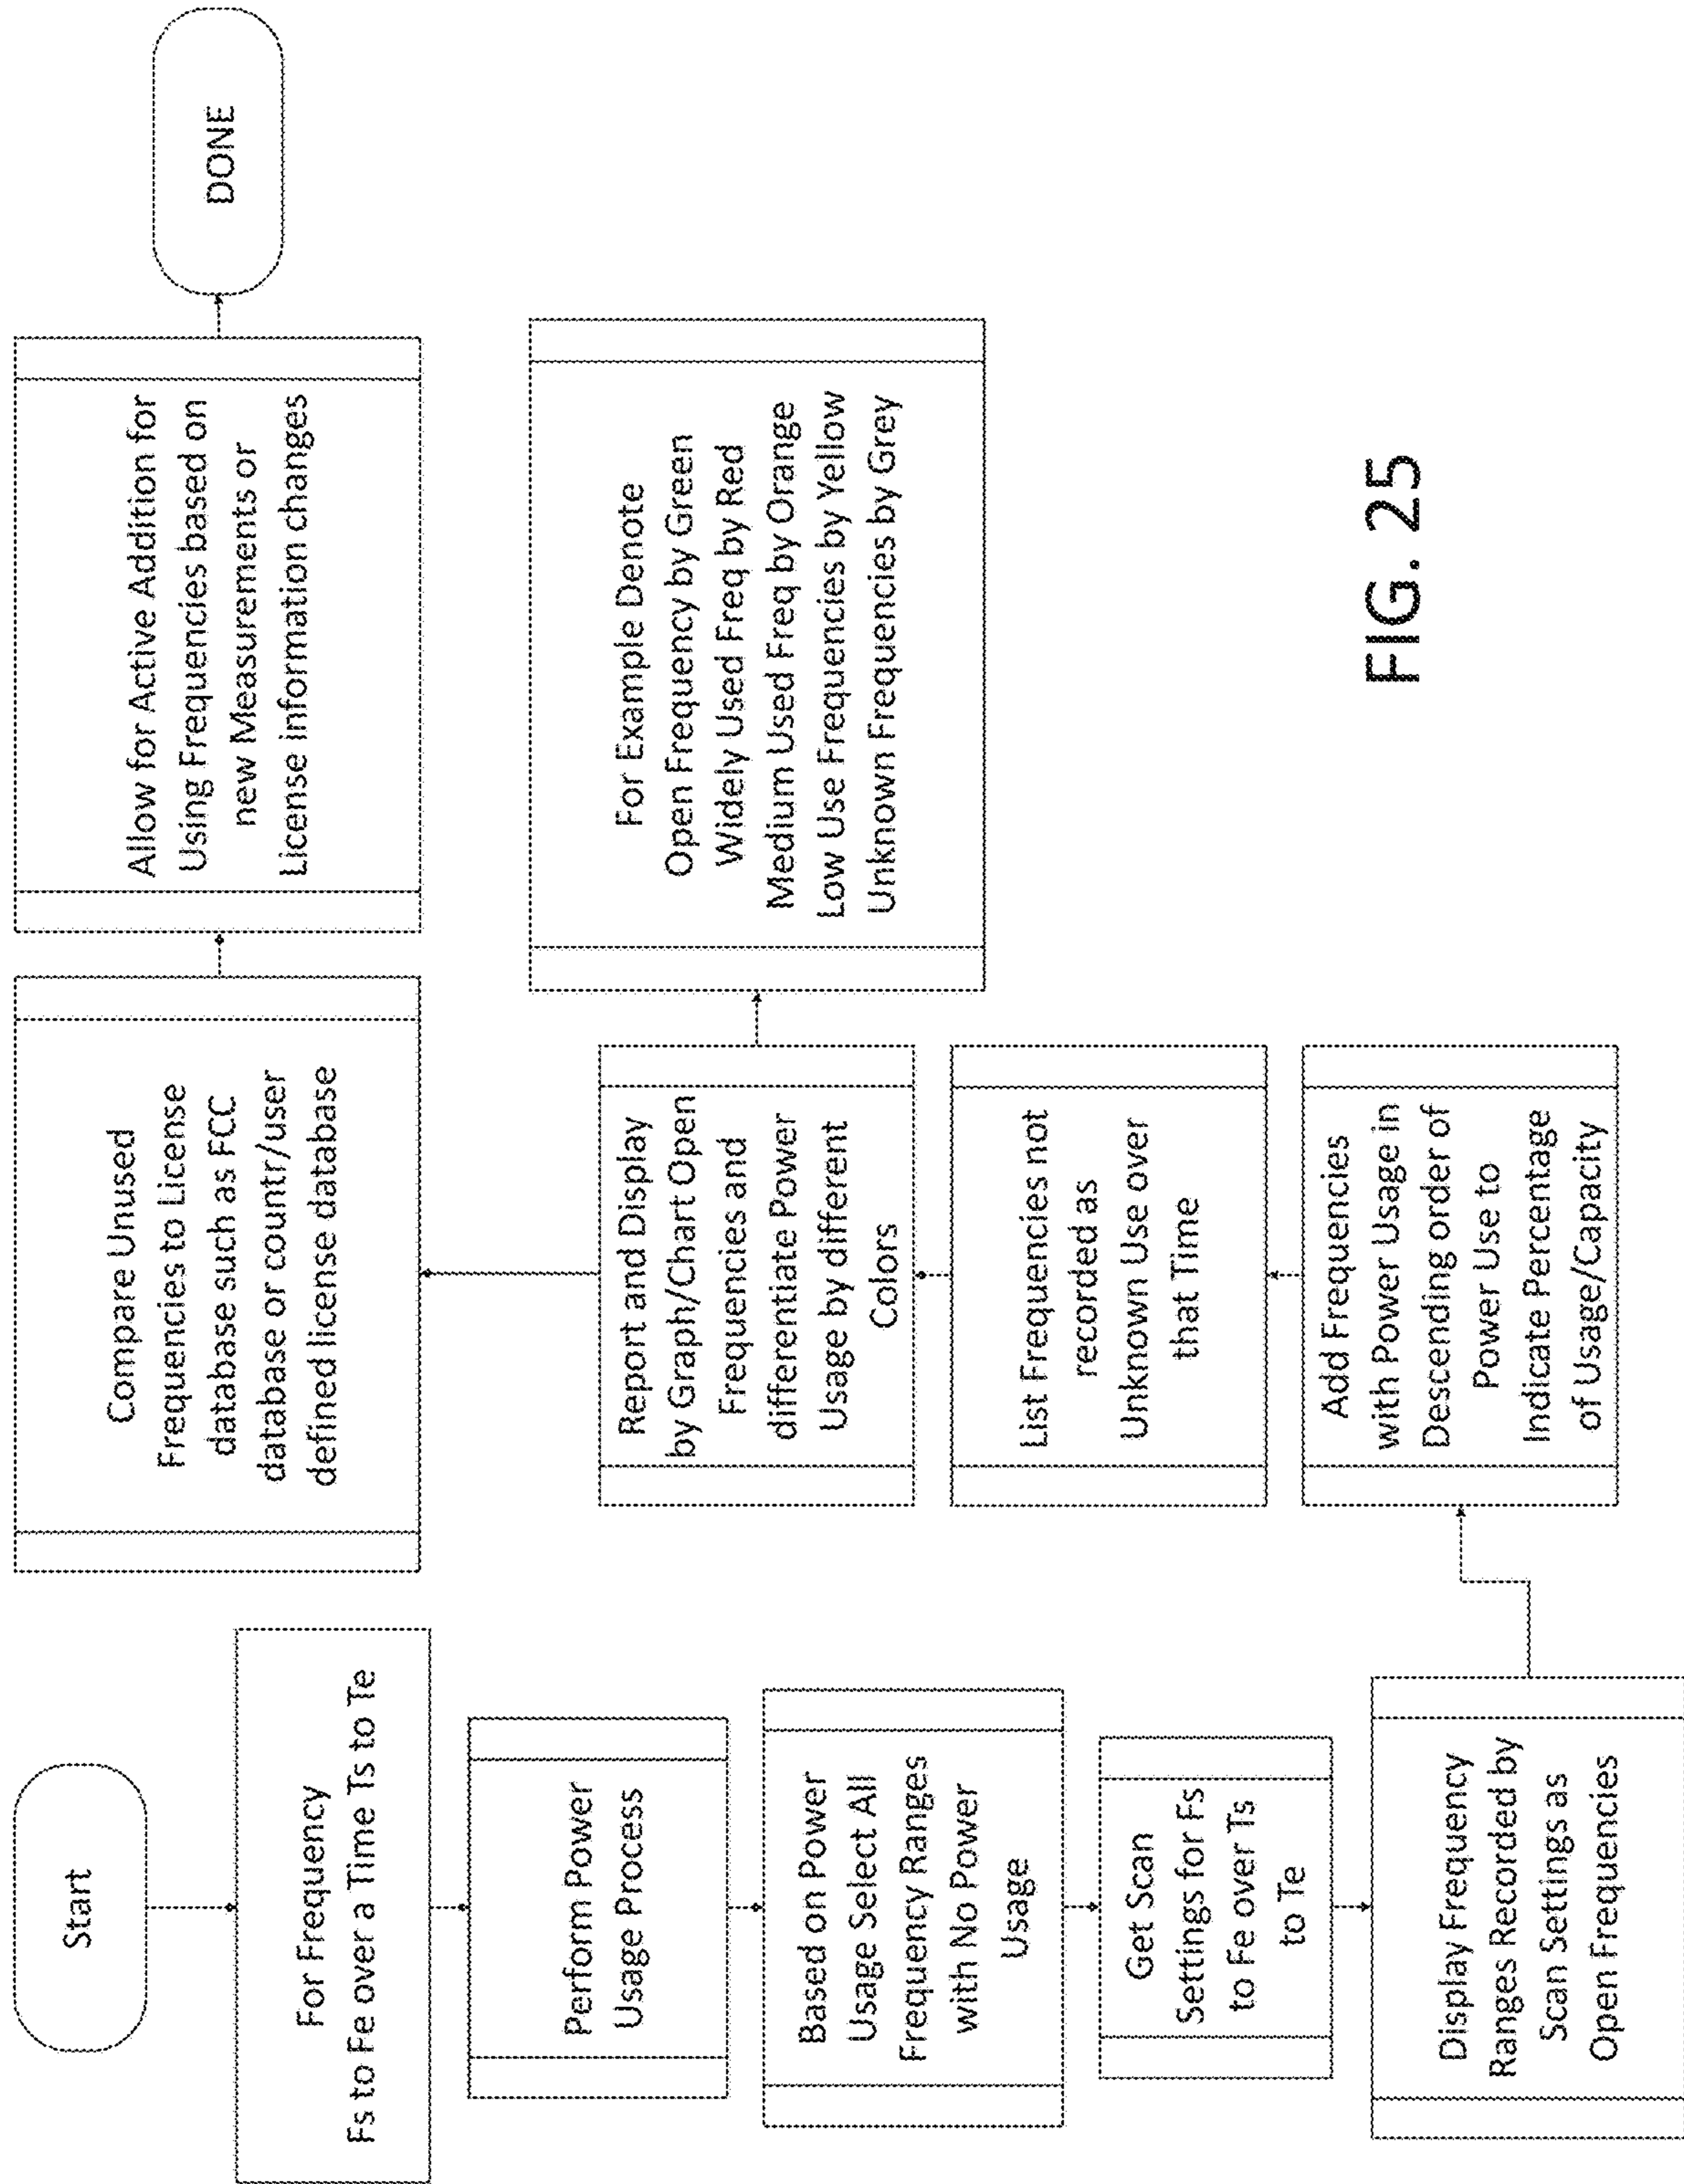 Start
For Frequency
Fs to Fe over a Time Ts to Te
Perform Power
Usage Process
Based on Power
Usage Select All
Frequency Ranges
with No Power
Usage
Get Scan
Settings for Fs
to Fe over Ts
to Te
Display Frequency
Ranges Recorded by
Scan Settings as
Open Frequencies
Add Frequencies
with Power Usage in
Descending order of
Power Use to
Indicate Percentage
of Usage/Capacity
List Frequencies not
recorded as
Unknown Use over
that Time
Report and Display
by Graph/Chart Open
Frequencies and
differentiate Power
Usage by different
Colors
For Example Denote
Open Frequency by Green
Widely Used Freq by Red
Medium Used Freq by Orange
Low Use Frequencies by Yellow
Unknown Frequencies by Grey
Compare Unused
Frequencies to License
database such as FCC
database or countr/user
defined license database
Allow for Active Addition for
Using Frequencies based on
new Measurements or
License information changes
DONE
FIG. 25